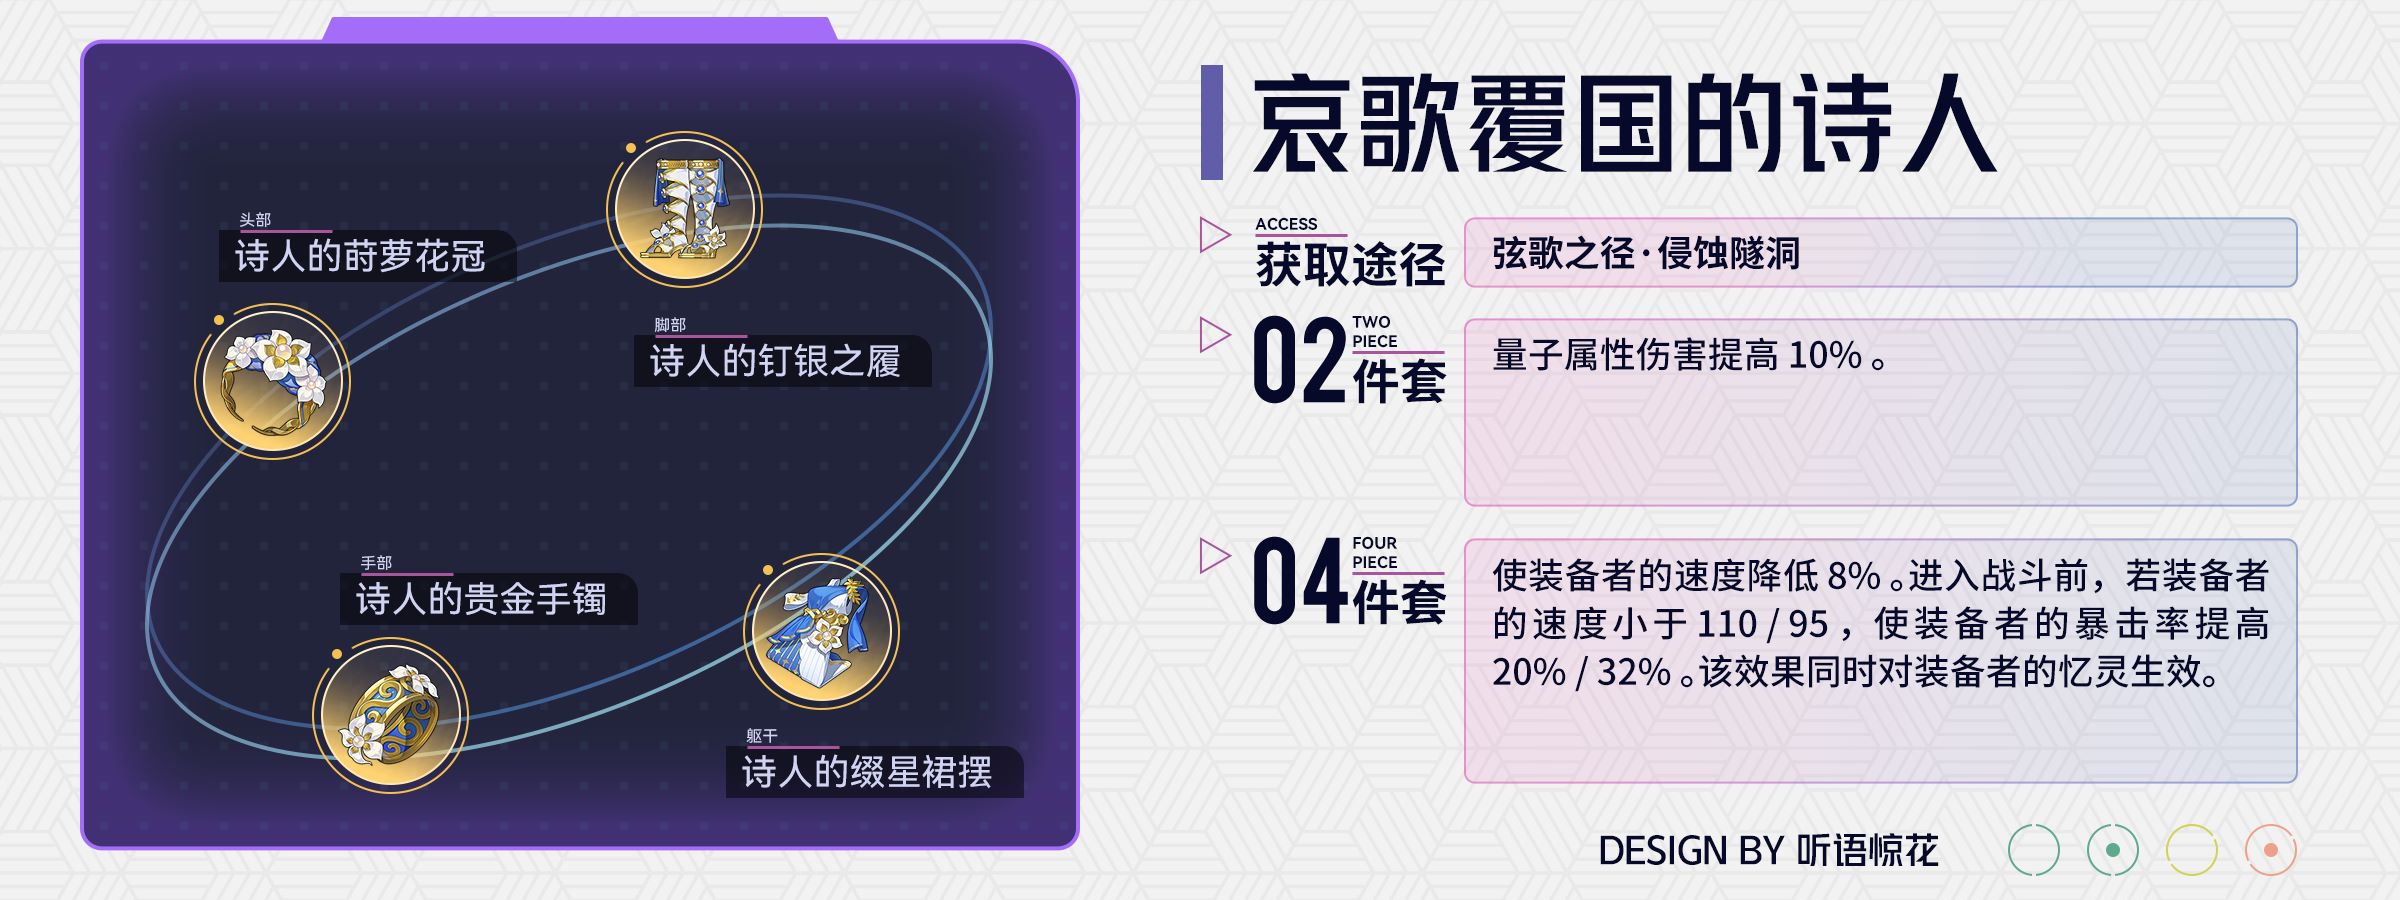 头部
诗人的莳萝花冠
脚部
诗人的钉银之履
手部
诗人的贵金手镯
躯干
诗人的缀星裙摆
哀歌覆国的诗人
ACCESS
获取途径
弦歌之径·侵蚀隧洞
02
TWO
PIECE
件套
量子属性伤害提高 10% 。
04
FOUR
PIECE
件套
使装备者的速度降低 8% 。进入战斗前，若装备者
的速度小于 110 / 95 ，使装备者的暴击率提高
20% / 32% 。该效果同时对装备者的忆灵生效。
DESIGN BY 听语惊花